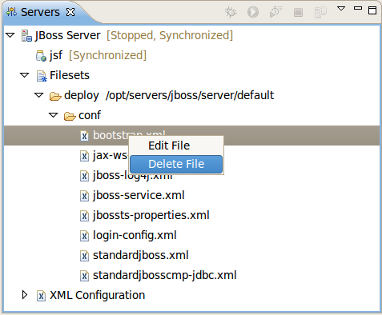 Servers
JBoss Server [Stopped, Synchronized]
jsf [Synchronized]
Filesets
deploy /opt/servers/jboss/server/default
conf
bootstrap.xml
Edit File
jax-ws
Delete File
jboss-log4j.xml
jboss-service.xml
jbossts-properties.xml
login-config.xml
standardjboss.xml
standardjbosscmp-jdbc.xml
XML Configuration